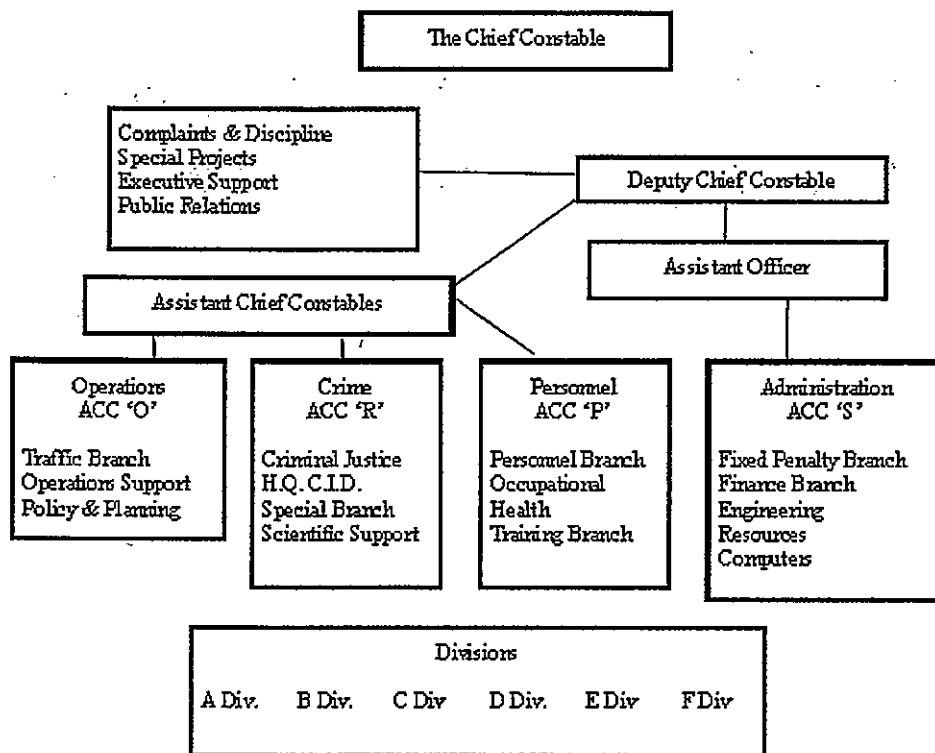 The Chief Constable
Complaints & Discipline
Special Projects
Executive Support
Public Relations
Deputy Chief Constable
Assistant Officer
Assistant Chief Constables
Operations
ACC ‘O’
Traffic Branch
Operations Support
Policy & Planning
Crime
ACC ‘R’
Criminal Justice
H.Q. C.I.D.
Special Branch
Scientific Support
Personnel
ACC ‘P’
Personnel Branch
Occupational
Health
Training Branch
Administration
ACC ‘S’
Fixed Penalty Branch
Finance Branch
Engineering
Resources
Computers
Divisions
A Div. B Div. C Div D Div. E Div F Div